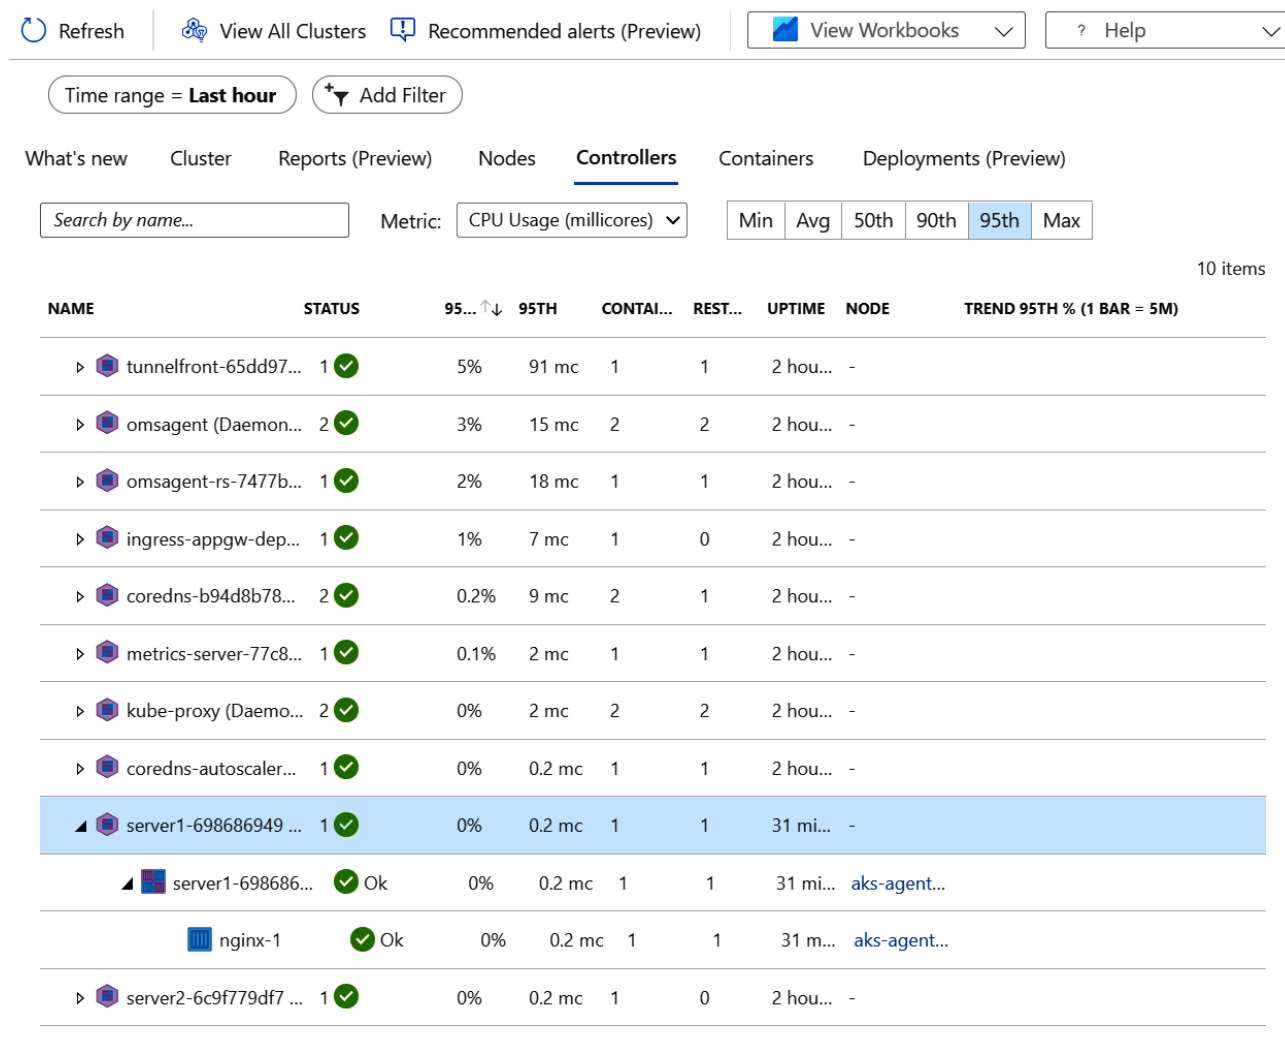 Refresh View All Clusters Recommended alerts (Preview) View Workbooks ? Help
Time range = Last hour Add Filter
What's new Cluster Reports (Preview) Nodes Controllers Containers Deployments (Preview)
Search by name... Metric: CPU Usage (millicores) Min Avg 50th 90th 95th Max
10 items
NAME STATUS 95... 95TH CONTAI... REST... UPTIME NODE TREND 95TH % (1 BAR = 5M)
tunnelfront-65dd97... 1 5% 91 mc 1 1 2 hou... -
omsagent (Daemon... 2 3% 15 mc 2 2 2 hou... -
omsagent-rs-7477b... 1 2% 18 mc 1 1 2 hou... -
ingress-appgw-dep... 1 1% 7 mc 1 0 2 hou... -
coredns-b94d8b78... 2 0.2% 9 mc 2 1 2 hou... -
metrics-server-77c8... 1 0.1% 2 mc 1 1 2 hou... -
kube-proxy (Daemo... 2 0% 2 mc 2 2 2 hou... -
coredns-autoscaler... 1 0% 0.2 mc 1 1 2 hou... -
server1-698686949 ... 1 0% 0.2 mc 1 1 31 mi... -
server1-698686... Ok 0% 0.2 mc 1 1 31 mi... aks-agent...
nginx-1 Ok 0% 0.2 mc 1 1 31 m... aks-agent...
server2-6c9f779df7 ... 1 0% 0.2 mc 1 0 2 hou... -